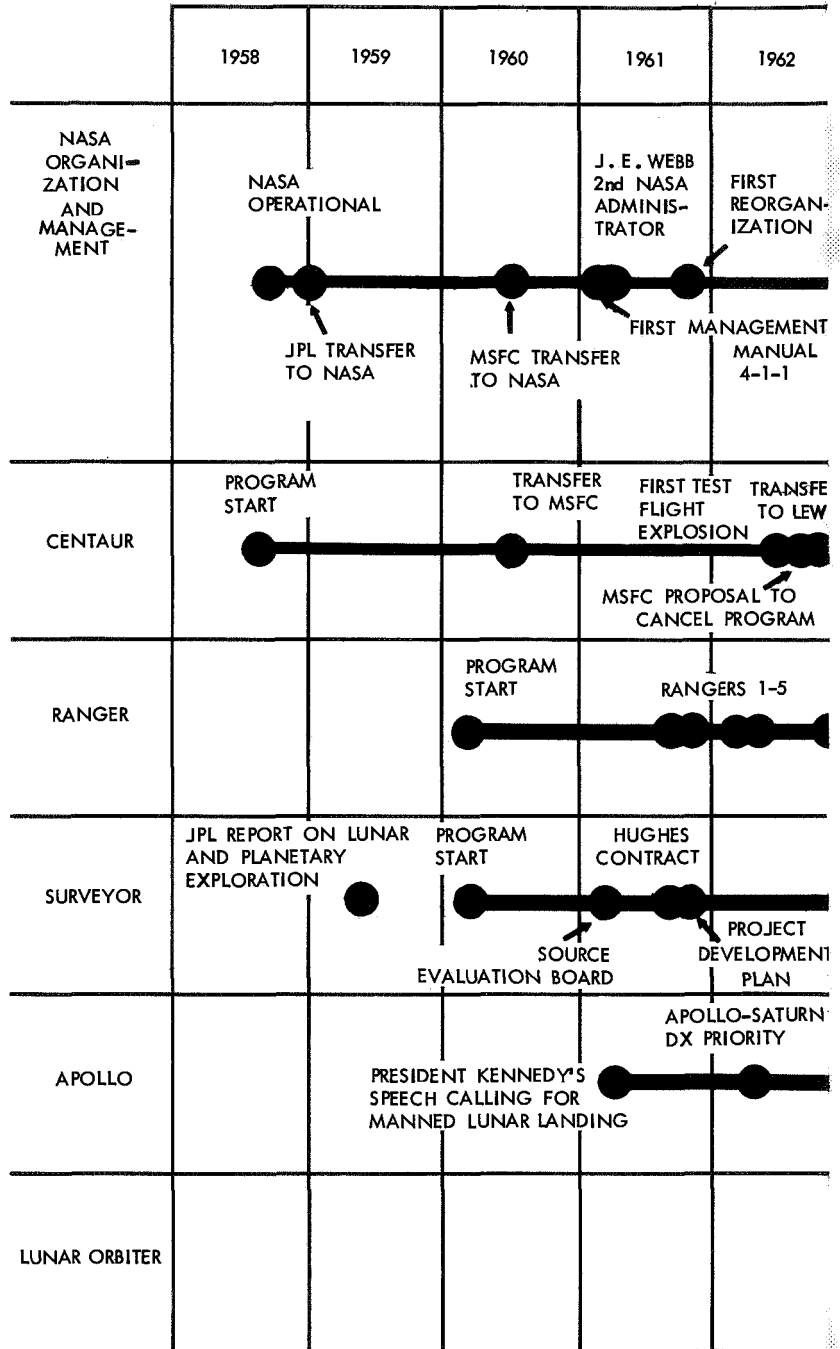 1958 1959 1960 1961 1962
NASA
ORGANI-
ZATION
AND
MANAGE-
MENT
NASA
OPERATIONAL
J. E. WEBB
2nd NASA
ADMINIS-
TRATOR
FIRST
REORGAN-
IZATION
JPL TRANSFER
TO NASA
MSFC TRANSFER
TO NASA
FIRST MANAGEMENT
MANUAL
4-1-1
CENTAUR
PROGRAM
START
TRANSFER
TO MSFC
FIRST TEST
FLIGHT
EXPLOSION
TRANSFE
TO LEW
MSFC PROPOSAL TO
CANCEL PROGRAM
RANGER
PROGRAM
START
RANGERS 1-5
SURVEYOR
JPL REPORT ON LUNAR
AND PLANETARY
EXPLORATION
PROGRAM
START
HUGHES
CONTRACT
SOURCE
EVALUATION BOARD
PROJECT
DEVELOPMENT
PLAN
APOLLO
PRESIDENT KENNEDY'S
SPEECH CALLING FOR
MANNED LUNAR LANDING
APOLLO-SATURN
DX PRIORITY
LUNAR ORBITER